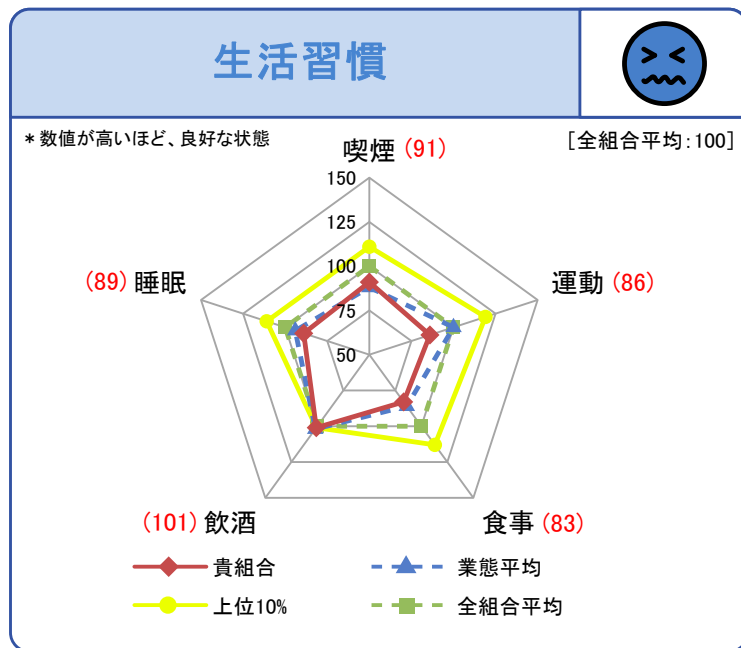 生活習慣
*数値が高いほど、良好な状態
[全組合平均:100]
喫煙 (91)
150
125
100
75
50
(89) 睡眠
運動 (86)
(101) 飲酒
食事 (83)
貴組合
業態平均
上位10%
全組合平均